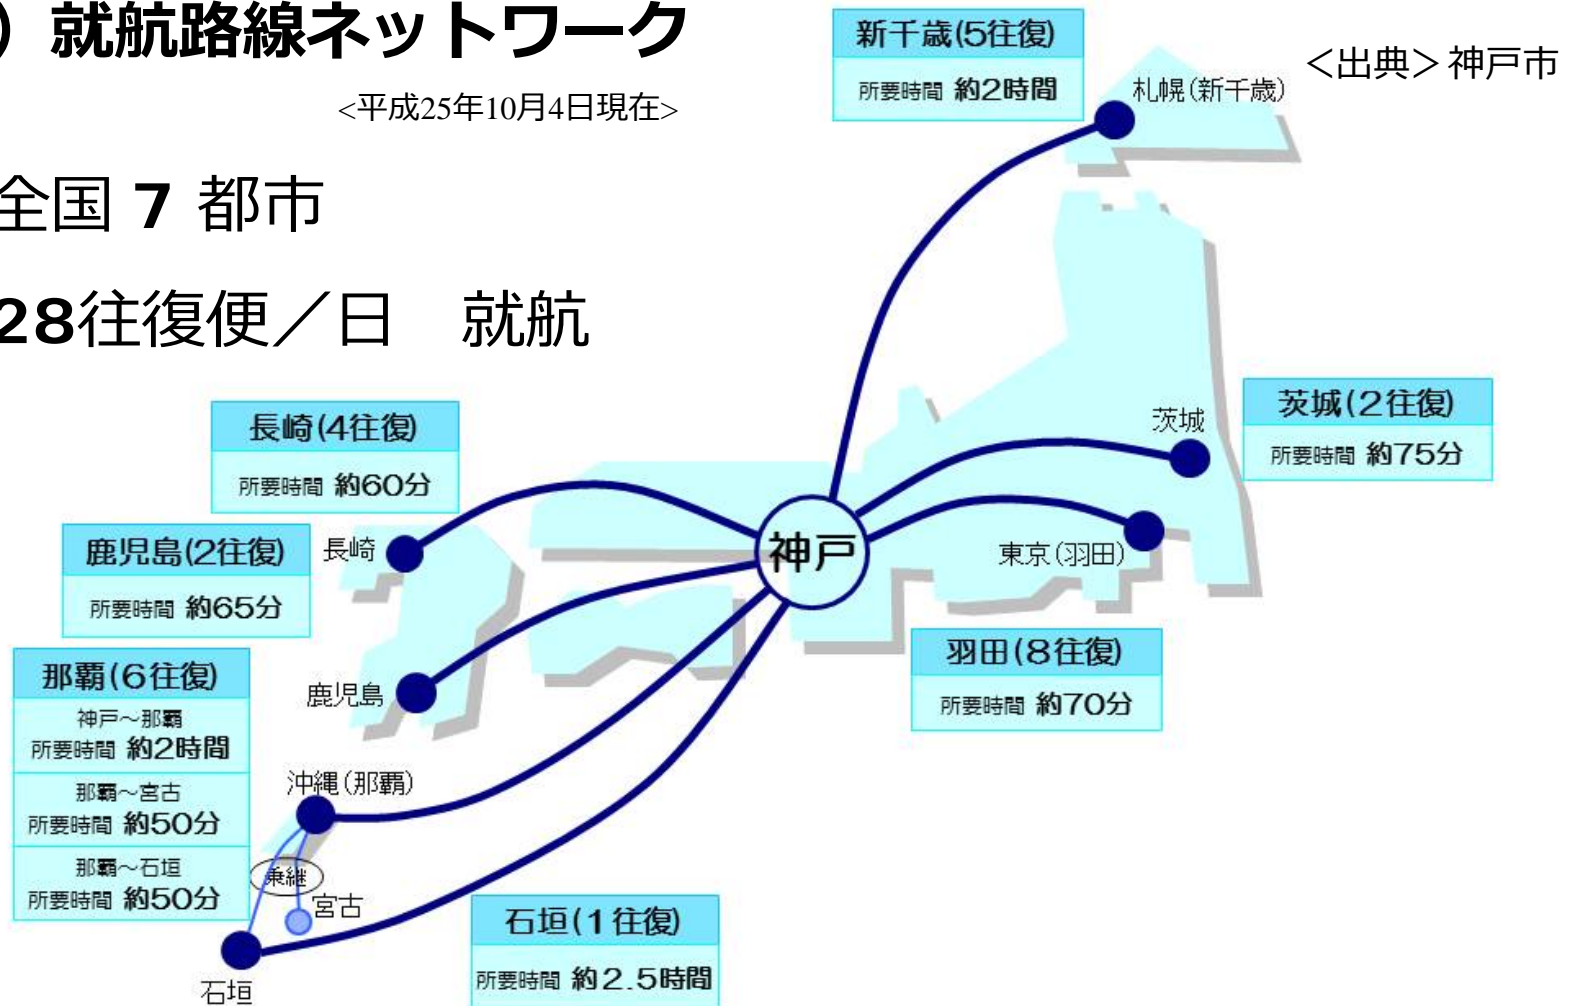 ）就航路線ネットワーク
<平成25年10月4日現在>
全国 7 都市
28往復便／日　就航
＜出典＞神戸市
新千歳(5往復)
所要時間 約2時間
札幌(新千歳)
茨城(2往復)
所要時間 約75分
茨城
長崎(4往復)
所要時間 約60分
長崎
神戸
東京(羽田)
鹿児島(2往復)
所要時間 約65分
鹿児島
羽田(8往復)
所要時間 約70分
那覇(6往復)
神戸～那覇
所要時間 約2時間
那覇～宮古
所要時間 約50分
那覇～石垣
所要時間 約50分
沖縄(那覇)
乗継
宮古
石垣
石垣(1往復)
所要時間 約2.5時間